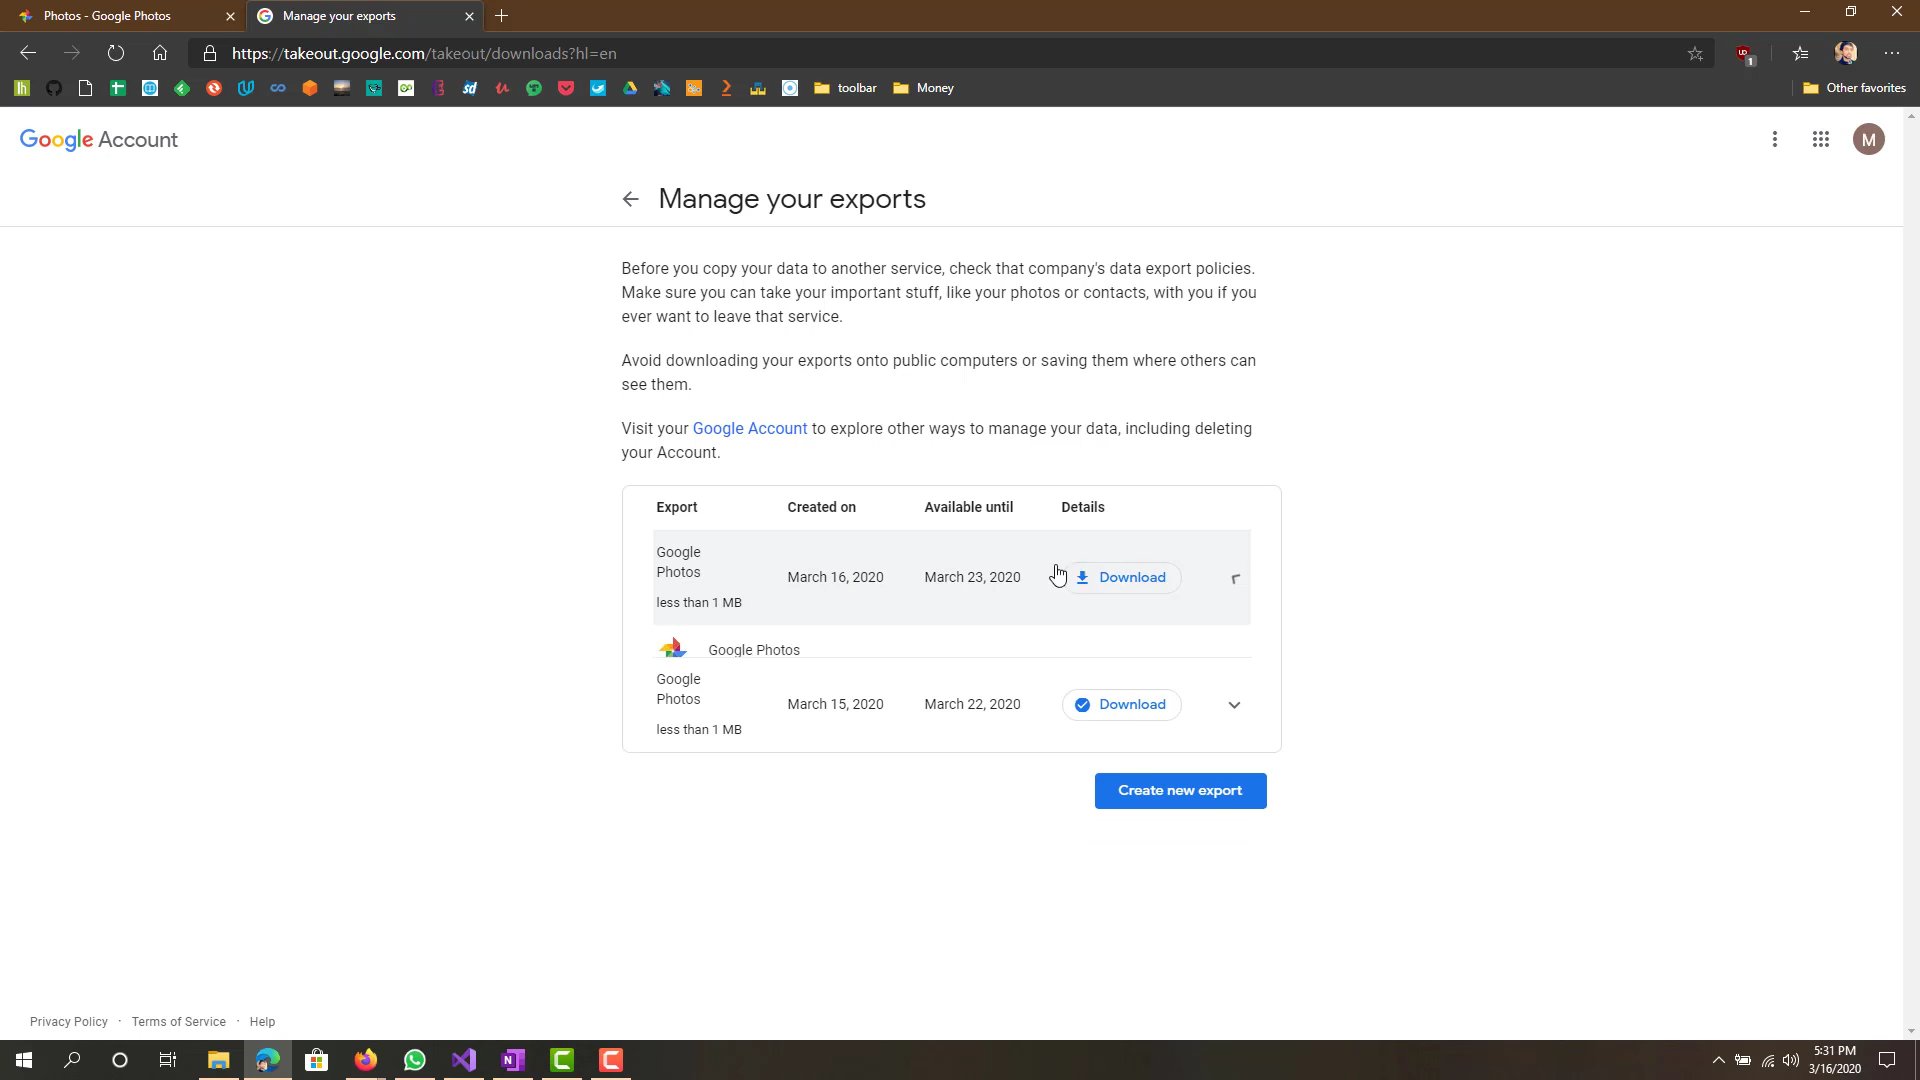 Photos - Google Photos
Manage your exports
https://takeout.google.com/takeout/downloads?hl=en
1
toolbar
Money
Other favorites
Google Account
M
Manage your exports
Before you copy your data to another service, check that company's data export policies.
Make sure you can take your important stuff, like your photos or contacts, with you if you
ever want to leave that service.
Avoid downloading your exports onto public computers or saving them where others can
see them.
Visit your Google Account to explore other ways to manage your data, including deleting
your Account.
Export Created on Available until Details
Google
Photos
March 16, 2020 March 23, 2020 Download
less than 1 MB
Google Photos
Google
Photos
March 15, 2020 March 22, 2020 Download
less than 1 MB
Create new export
Privacy Policy · Terms of Service · Help
5:31 PM
3/16/2020